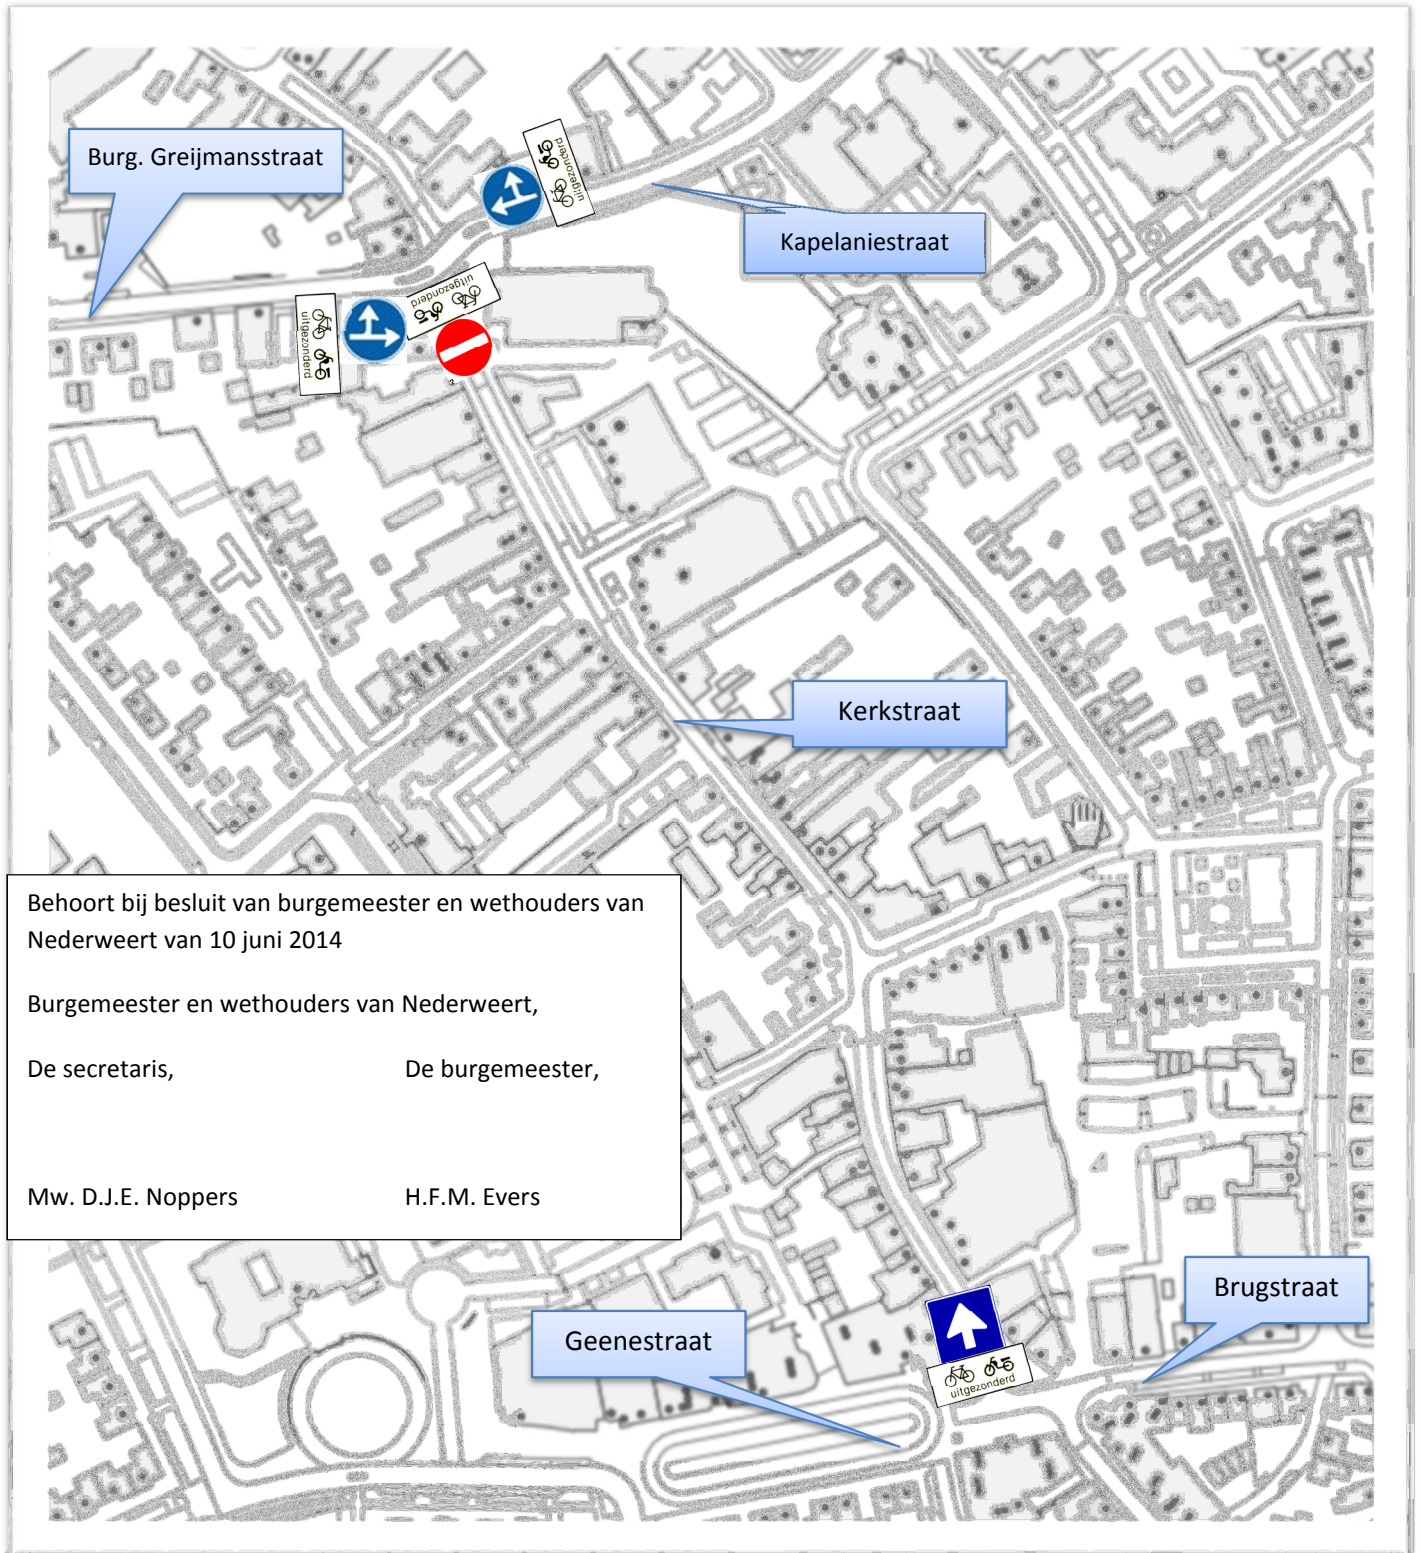 Burg. Greijmansstraat
uitgezonderd
Kapelaniestraat
uitgezonderd
uitgezonderd
Kerkstraat
Behoort bij besluit van burgemeester en wethouders van
Nederweert van 10 juni 2014
Burgemeester en wethouders van Nederweert,
De secretaris, De burgemeester,
Mw. D.J.E. Noppers H.F.M. Evers
Brugstraat
Geenestraat
uitgezonderd